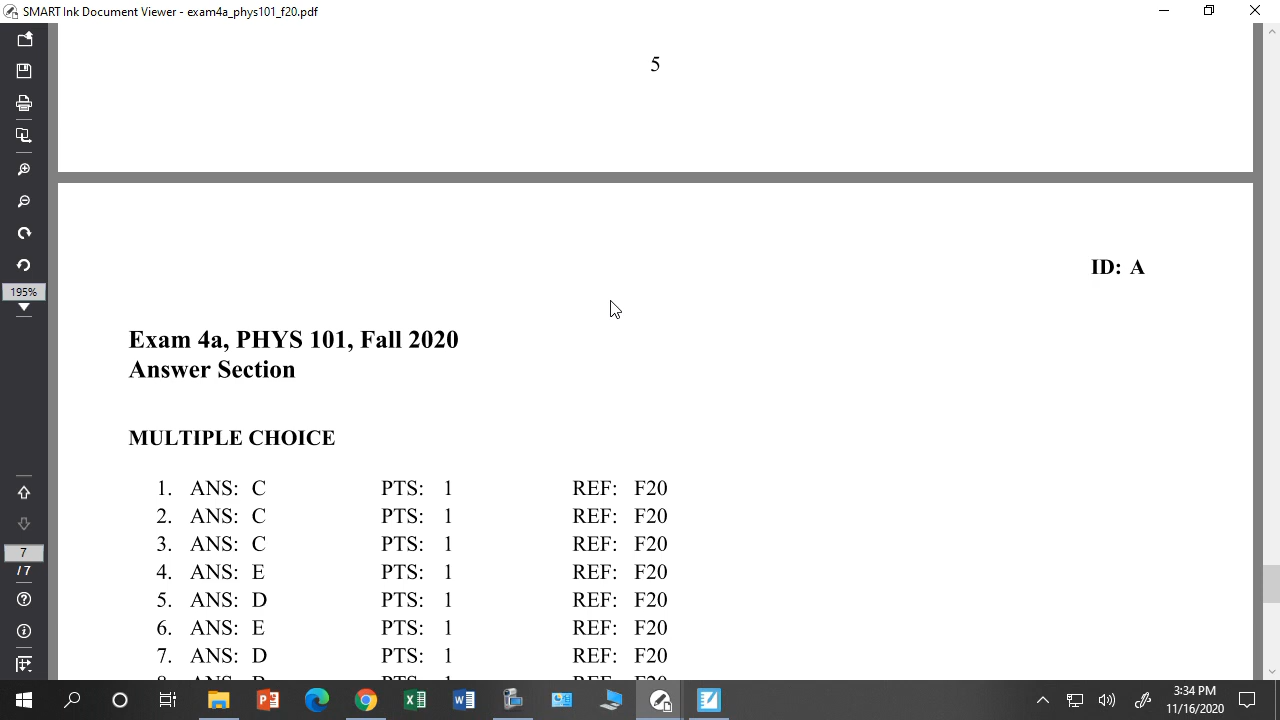 SMART Ink Document Viewer - exam4a_phys101_f20.pdf
5
ID: A
Exam 4a, PHYS 101, Fall 2020
Answer Section
MULTIPLE CHOICE
1. ANS: C PTS: 1 REF: F20
2. ANS: C PTS: 1 REF: F20
3. ANS: C PTS: 1 REF: F20
4. ANS: E PTS: 1 REF: F20
5. ANS: D PTS: 1 REF: F20
6. ANS: E PTS: 1 REF: F20
7. ANS: D PTS: 1 REF: F20
195%
7
/ 7
3:34 PM
11/16/2020